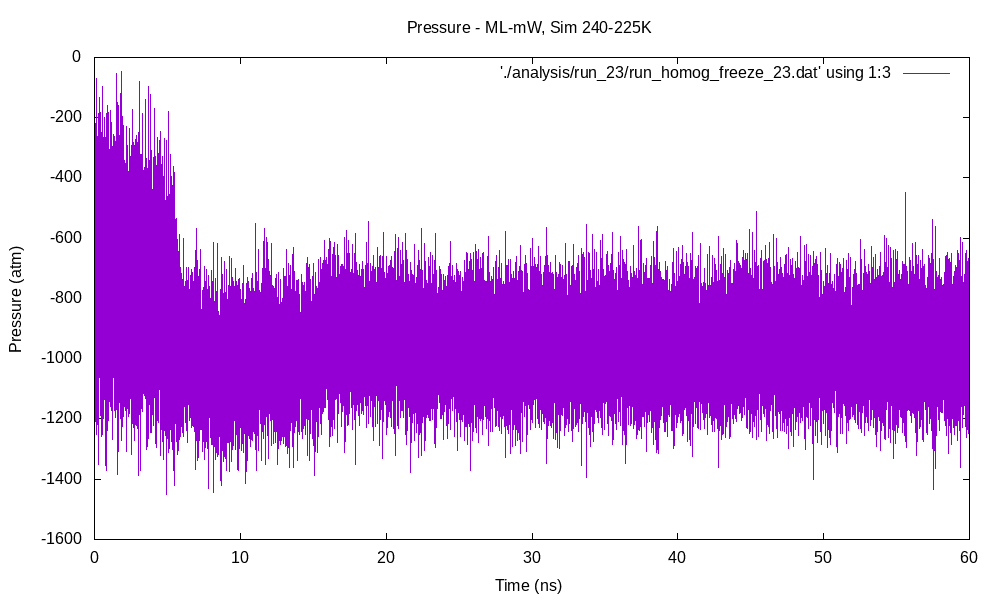 Pressure - ML-mW, Sim 240-225K
'./analysis/run_23/run_homog_freeze_23.dat' using 1:3
0
-200
-400
-600
-800
-1000
-1200
-1400
-1600
Pressure (atm)
0 10 20 30 40 50 60
Time (ns)